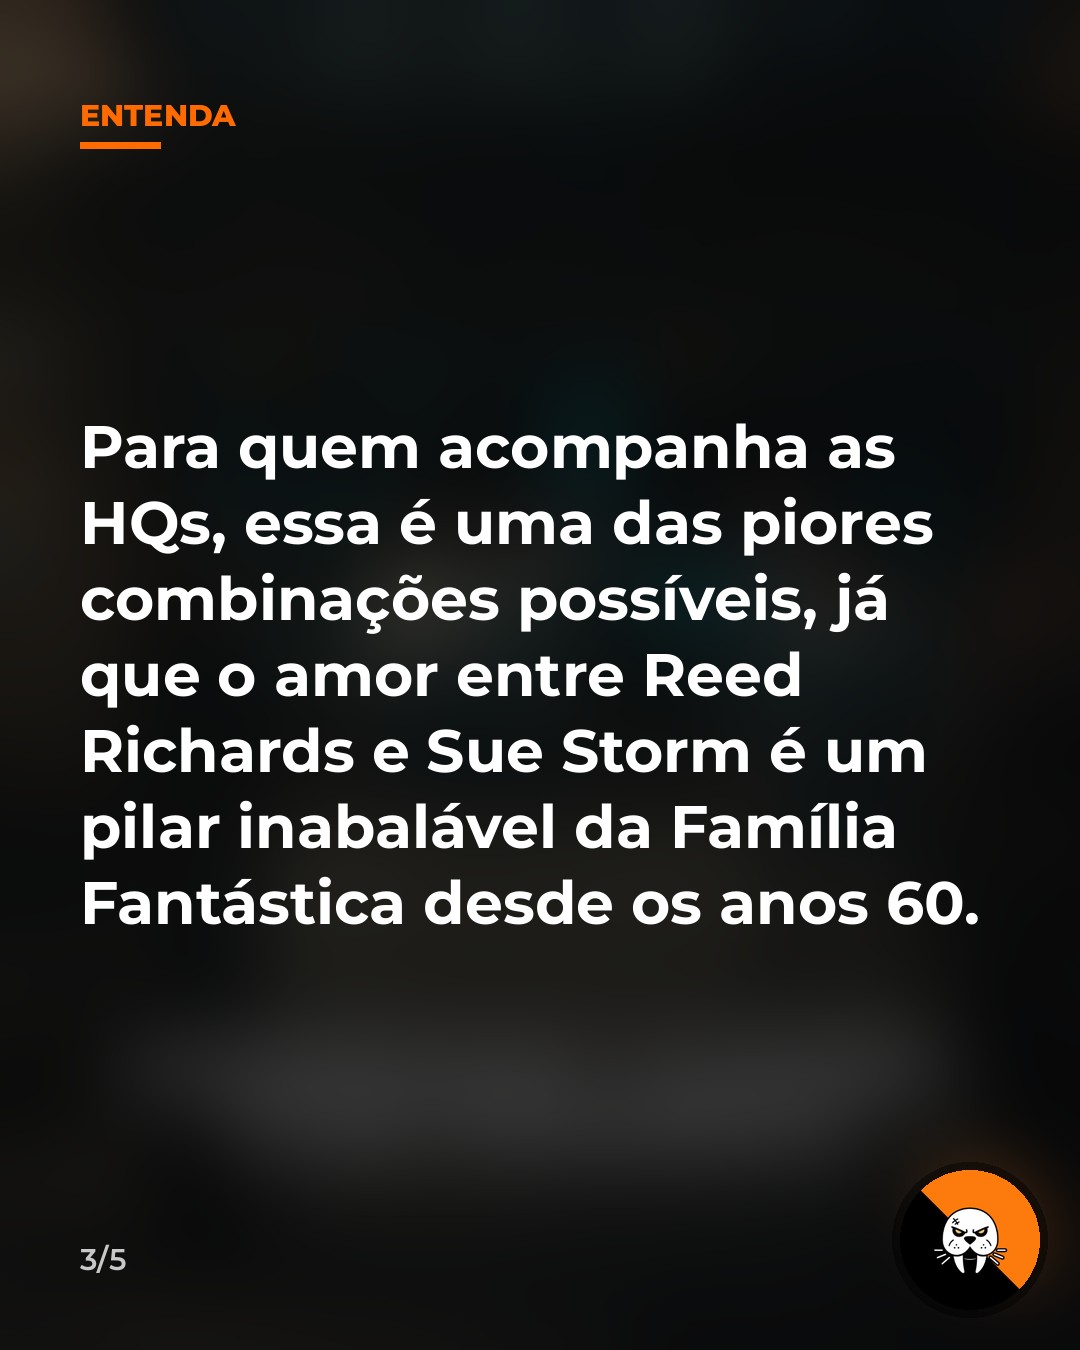 ENTENDA
Para quem acompanha as
HQs, essa é uma das piores
combinações possíveis, já
que o amor entre Reed
Richards e Sue Storm é um
pilar inabalável da Família
Fantástica desde os anos 60.
3/5